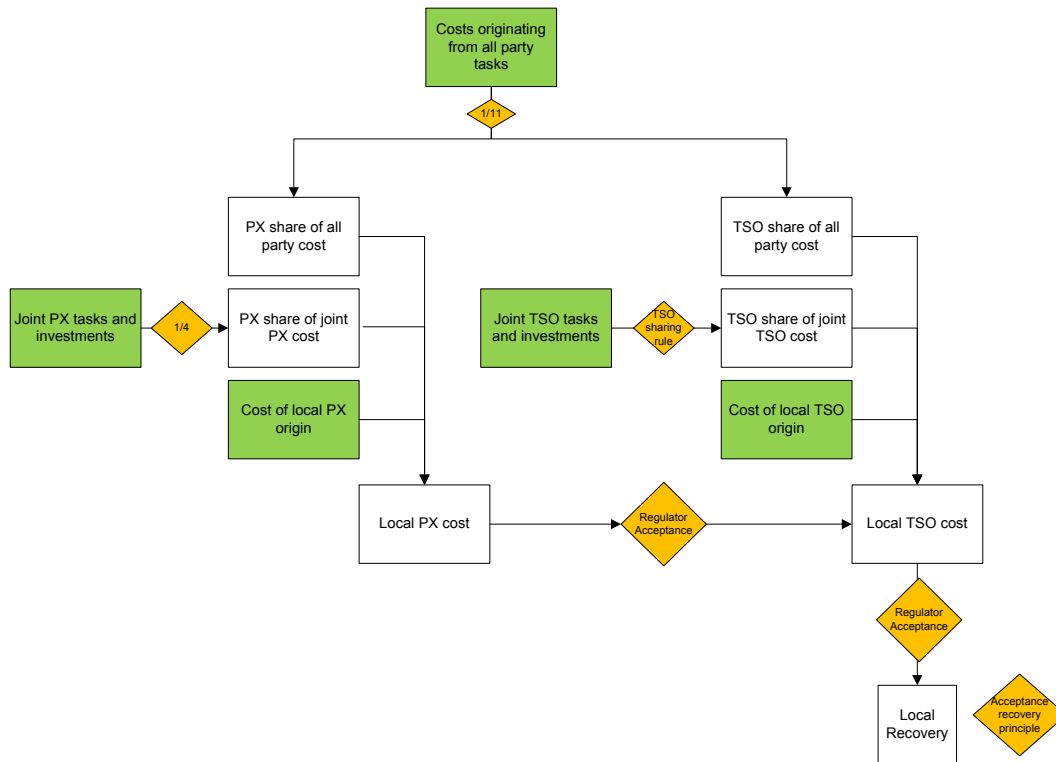 Costs originating
from all party
tasks
1/11
PX share of all
party cost
TSO share of all
party cost
Joint PX tasks and
investments
1/4
PX share of joint
PX cost
Joint TSO tasks
and investments
TSO
sharing
rule
TSO share of joint
TSO cost
Cost of local PX
origin
Cost of local TSO
origin
Local PX cost
Regulator
Acceptance
Local TSO cost
Regulator
Acceptance
Local
Recovery
Acceptance
recovery
principle